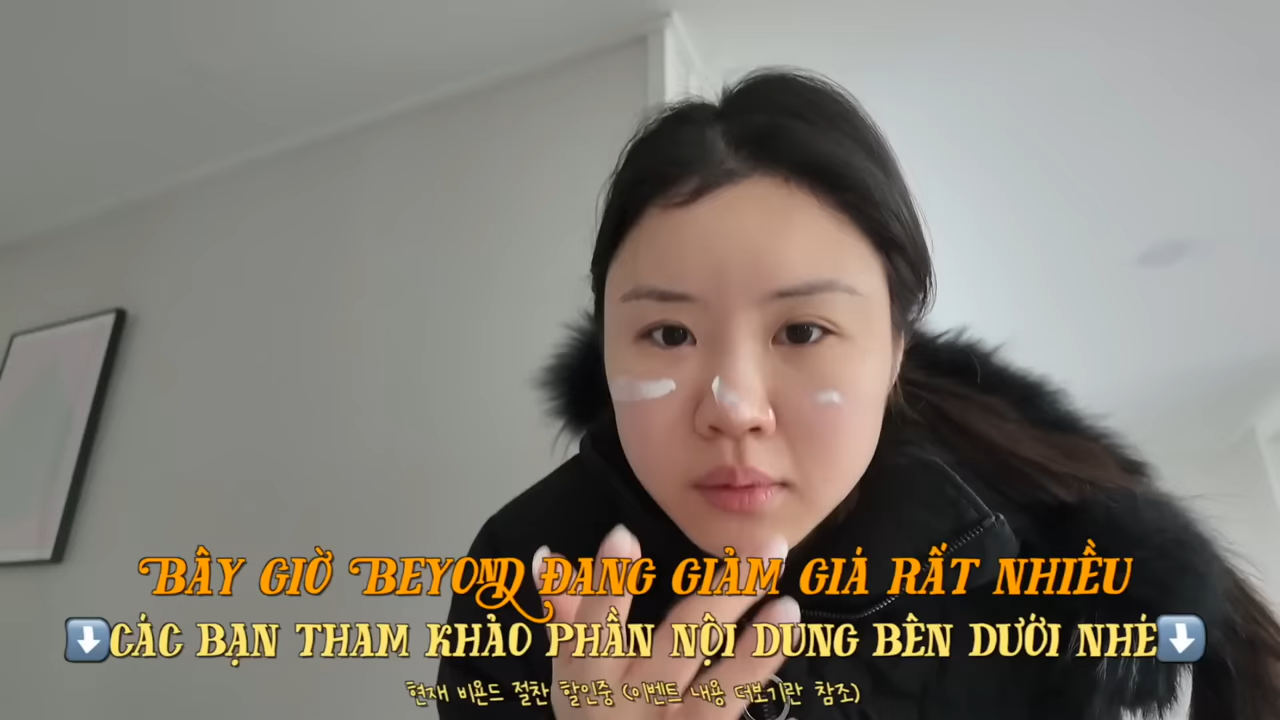 BÂY GIỜ BEYOND ĐANG GIẢM GIÁ RẤT NHIỀU
⬇CÁC BẠN THAM KHẢO PHẦN NỘI DUNG BÊN DƯỚI NHÉ⬇
현재 비욘드 절찬 할인중 (이벤트 내용 더보기란 참조)